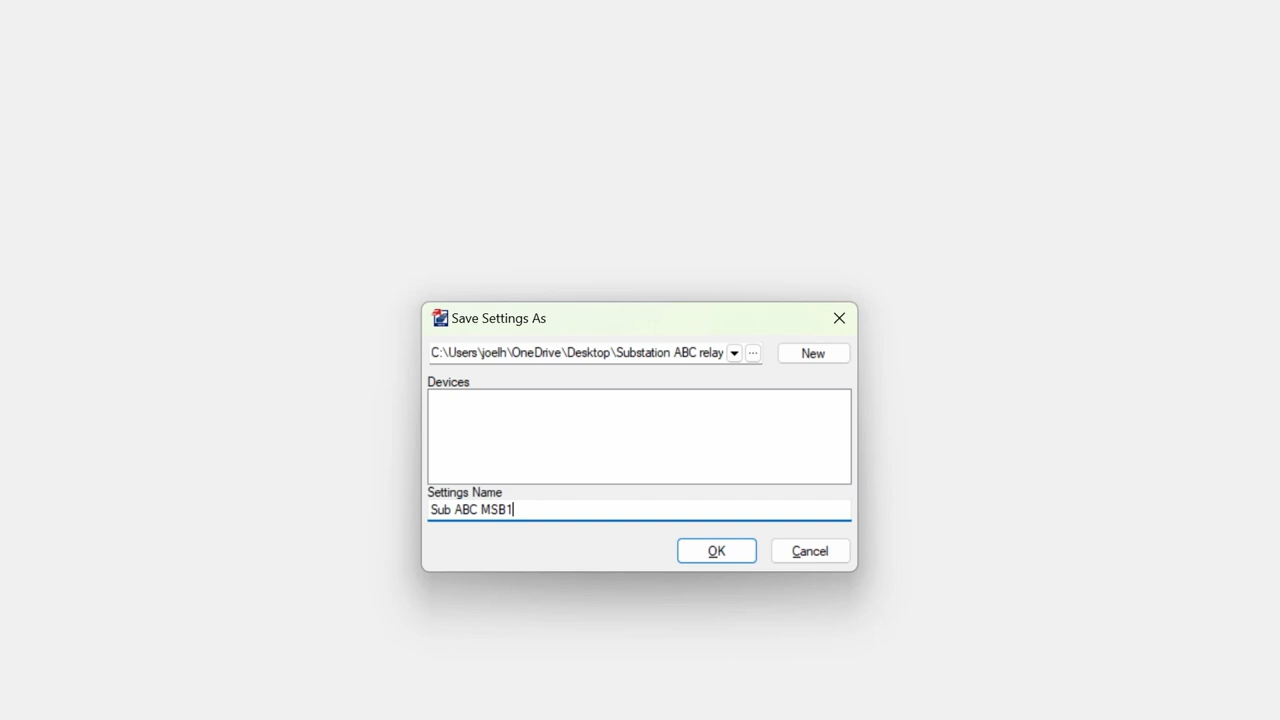 Save Settings As
C:\Users\joelh\OneDrive\Desktop\Substation ABC relay
New
Devices
Settings Name
Sub ABC MSB1
OK
Cancel